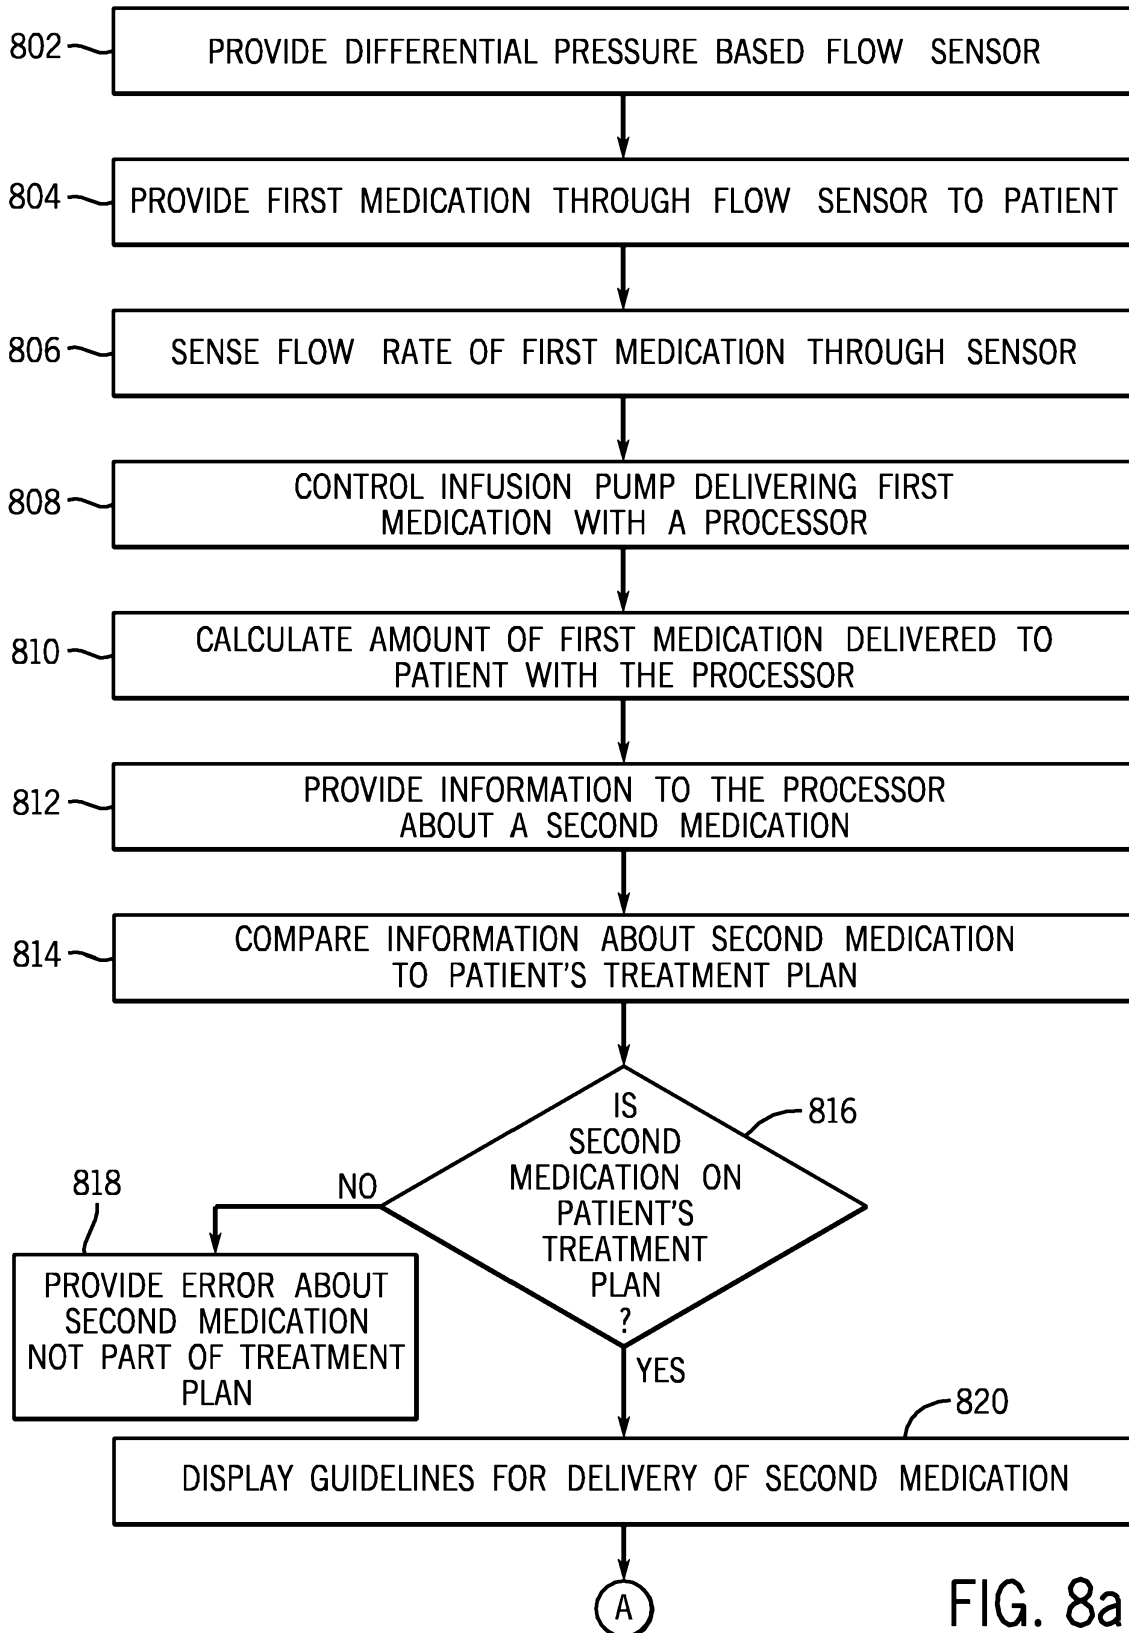 802
PROVIDE DIFFERENTIAL PRESSURE BASED FLOW SENSOR
804
PROVIDE FIRST MEDICATION THROUGH FLOW SENSOR TO PATIENT
806
SENSE FLOW RATE OF FIRST MEDICATION THROUGH SENSOR
808
CONTROL INFUSION PUMP DELIVERING FIRST
MEDICATION WITH A PROCESSOR
810
CALCULATE AMOUNT OF FIRST MEDICATION DELIVERED TO
PATIENT WITH THE PROCESSOR
812
PROVIDE INFORMATION TO THE PROCESSOR
ABOUT A SECOND MEDICATION
814
COMPARE INFORMATION ABOUT SECOND MEDICATION
TO PATIENT'S TREATMENT PLAN
816
IS
SECOND
MEDICATION ON
PATIENT'S
TREATMENT
PLAN
?
NO
818
PROVIDE ERROR ABOUT
SECOND MEDICATION
NOT PART OF TREATMENT
PLAN
YES
820
DISPLAY GUIDELINES FOR DELIVERY OF SECOND MEDICATION
A
FIG. 8a